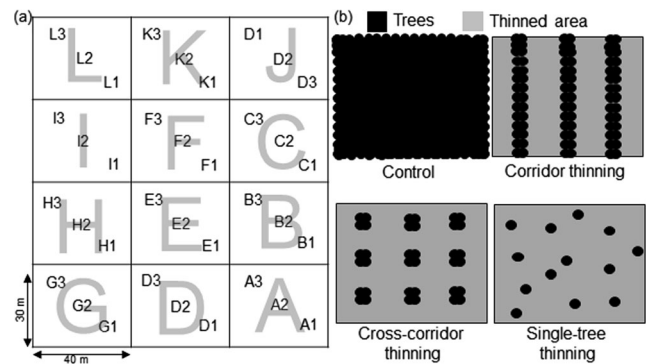 (a)
L3 L L2 L1
K3 K K2 K1
D1 J D2 D3
I3 I I2 I1
F3 F F2 F1
C3 C C2 C1
H3 H H2 H1
E3 E E2 E1
B3 B B2 B1
G3 G G2 G1
D3 D D2 D1
A3 A A2 A1
30 m
40 m
(b)
Trees
Thinned area
Control
Corridor thinning
Cross-corridor
thinning
Single-tree
thinning